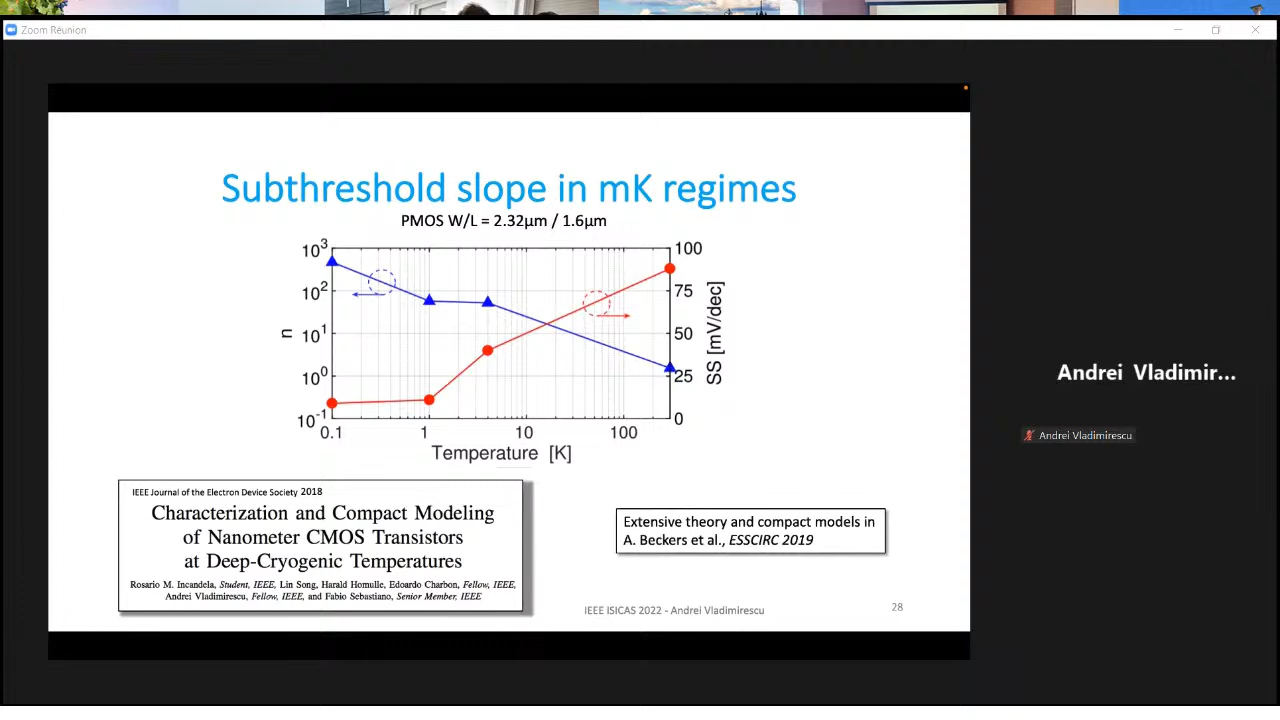 Zoom Réunion
Subthreshold slope in mK regimes
PMOS W/L = 2.32µm / 1.6µm
10³
10²
10¹
10⁰
10⁻¹
n
100
75
50
25
0
SS [mV/dec]
0.1
1
10
100
Temperature [K]
Andrei Vladimir...
Andrei Vladimirescu
IEEE Journal of the Electron Device Society 2018
Characterization and Compact Modeling
of Nanometer CMOS Transistors
at Deep-Cryogenic Temperatures
Rosario M. Incandela, Student, IEEE, Lin Song, Harald Homulle, Edoardo Charbon, Fellow, IEEE,
Andrei Vladimirescu, Fellow, IEEE, and Fabio Sebastiano, Senior Member, IEEE
Extensive theory and compact models in
A. Beckers et al., ESSCIRC 2019
IEEE ISICAS 2022 - Andrei Vladimirescu
28